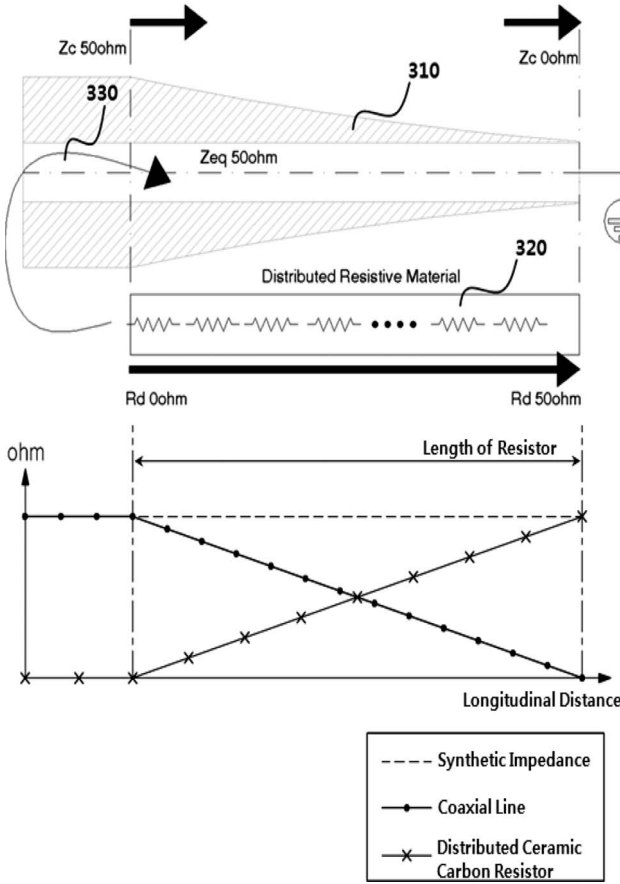 Zc 50ohm
Zc 0ohm
330
310
Zeq 50ohm
320
Distributed Resistive Material
Rd 0ohm
Rd 50ohm
Length of Resistor
ohm
Longitudinal Distance
Synthetic Impedance
Coaxial Line
Distributed Ceramic
Carbon Resistor